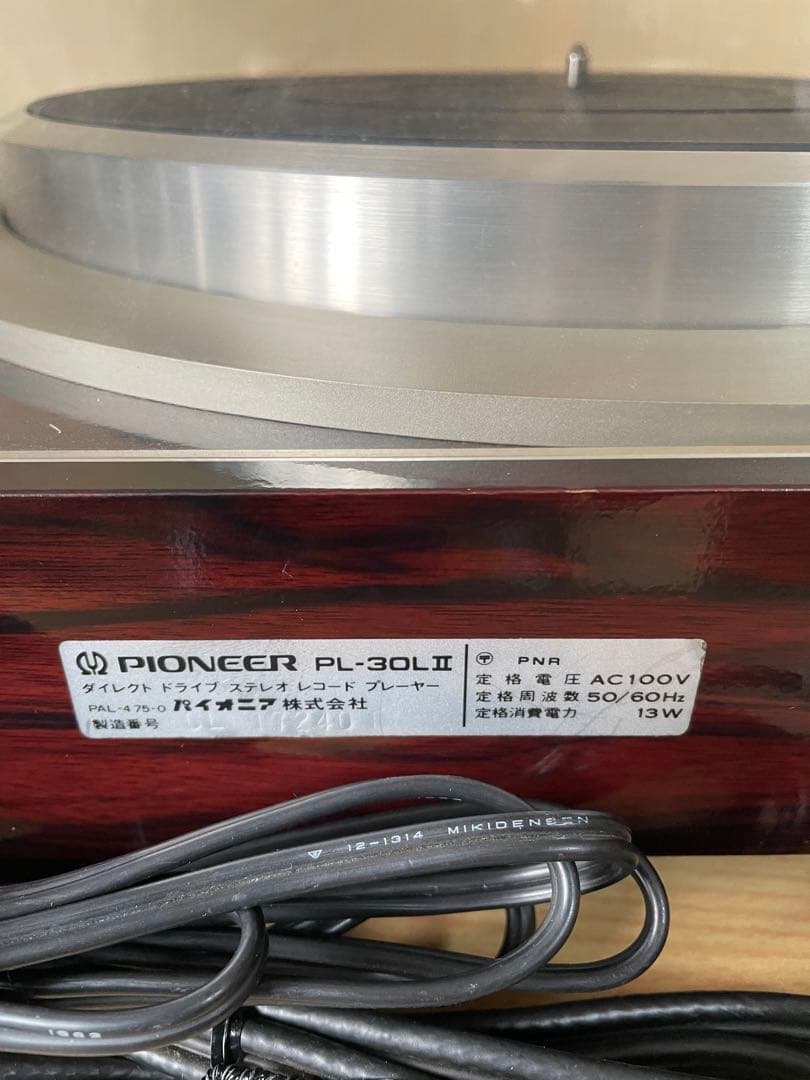 PIONEER PL-30LII
ダイレクト ドライブ ステレオ レコード プレーヤー
PAL-475-0 パイオニア 株式会社
製造番号
〒 PNR
定格電圧 AC100V
定格周波数 50/60Hz
定格消費電力 13W
12-1314 MIKIDENSEN